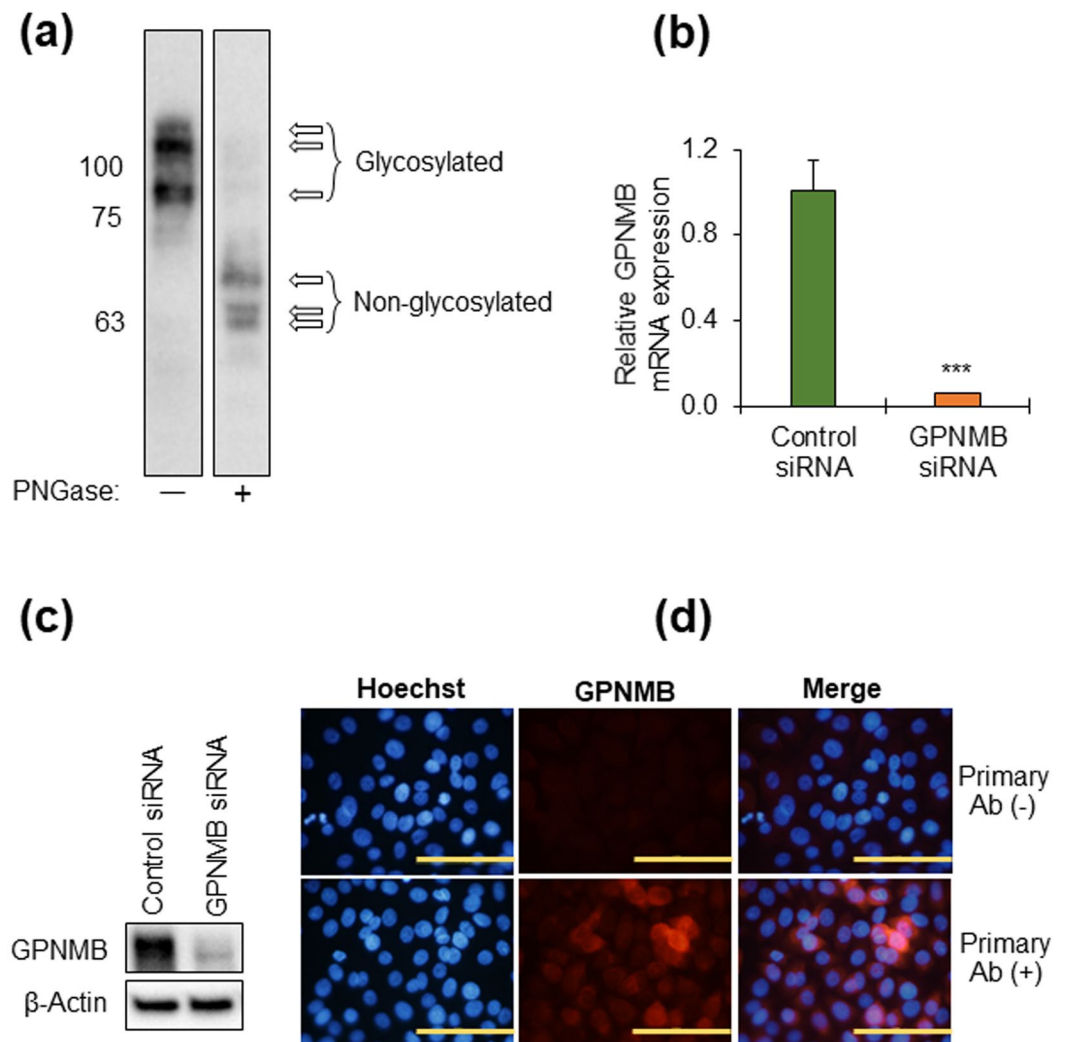 (a)
100
75
63
Glycosylated
Non-glycosylated
PNGase: — +
(b)
Relative GPNMB
mRNA expression
1.2
0.8
0.4
0.0
***
Control
siRNA
GPNMB
siRNA
(c)
Control siRNA
GPNMB siRNA
GPNMB
β-Actin
(d)
Hoechst GPNMB Merge
Primary
Ab (-)
Primary
Ab (+)